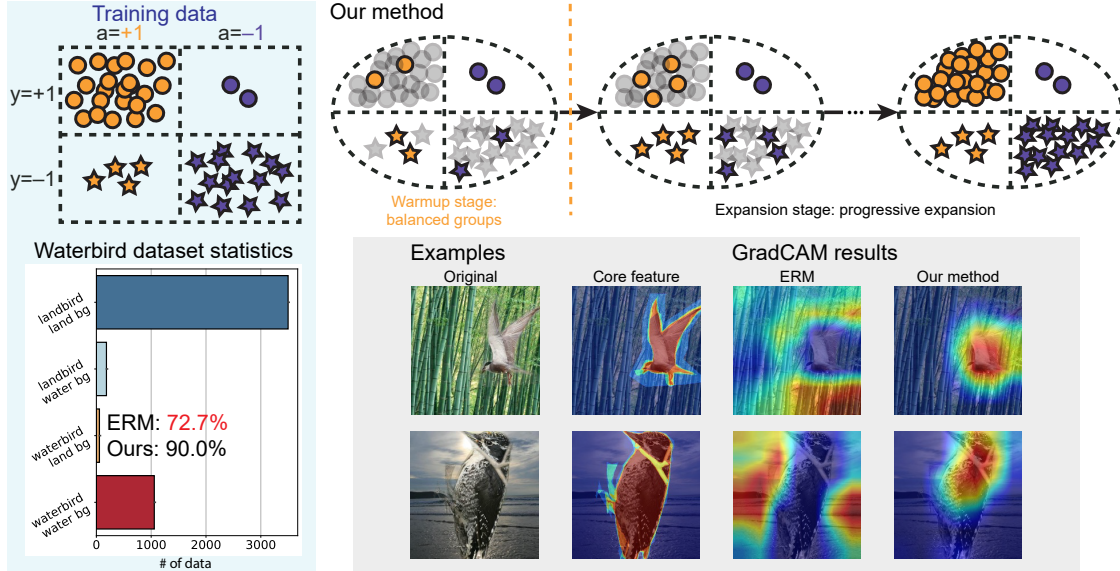 Training data
a=+1
a=–1
y=+1
y=–1
Our method
Warmup stage:
balanced groups
Expansion stage: progressive expansion
Waterbird dataset statistics
landbird
land bg
landbird
water bg
waterbird
land bg
waterbird
water bg
ERM: 72.7%
Ours: 90.0%
0
1000
2000
3000
# of data
Examples
GradCAM results
Original
Core feature
ERM
Our method